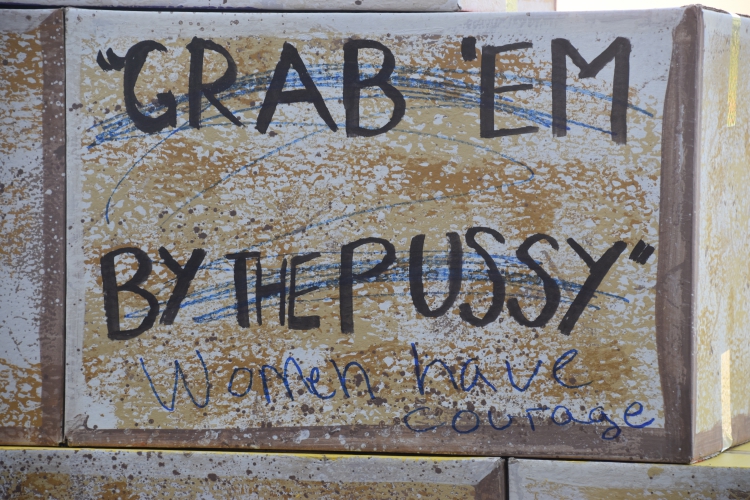 "GRAB 'EM
BY THE PUSSY"
Women have
courage